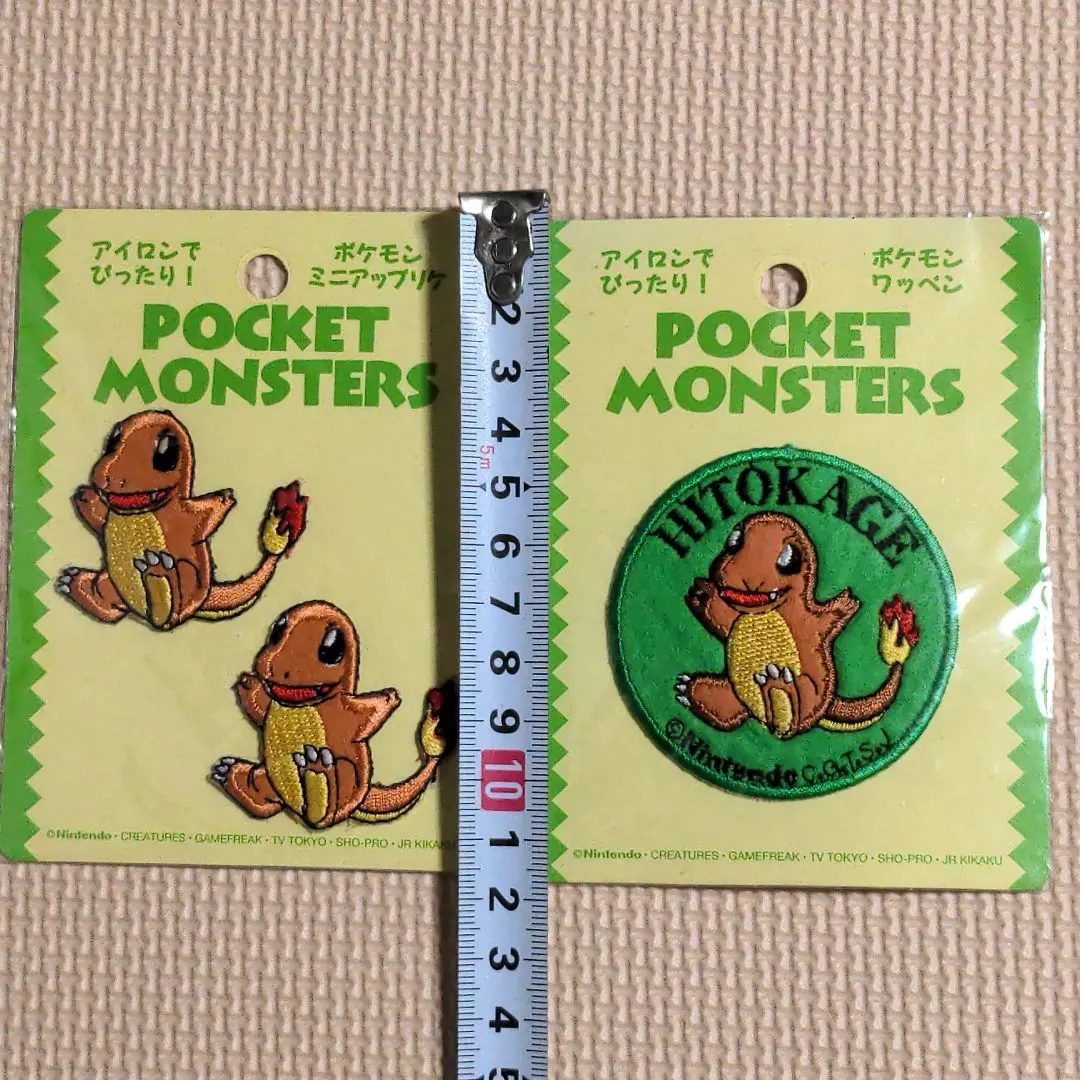 アイロンで
ぴったり！
ポケモン
ミニアップリケ
POCKET
MONSTERS
©Nintendo・CREATURES・GAMEFREAK・TV TOKYO・SHO-PRO・JR KIKAKU
2
3
4
5m
5
6
7
8
9
10
1
2
3
4
5
アイロンで
ぴったり！
ポケモン
ワッペン
POCKET
MONSTERS
HITOKAGE
©Nintendo C.G.T.S.J.
©Nintendo・CREATURES・GAMEFREAK・TV TOKYO・SHO-PRO・JR KIKAKU